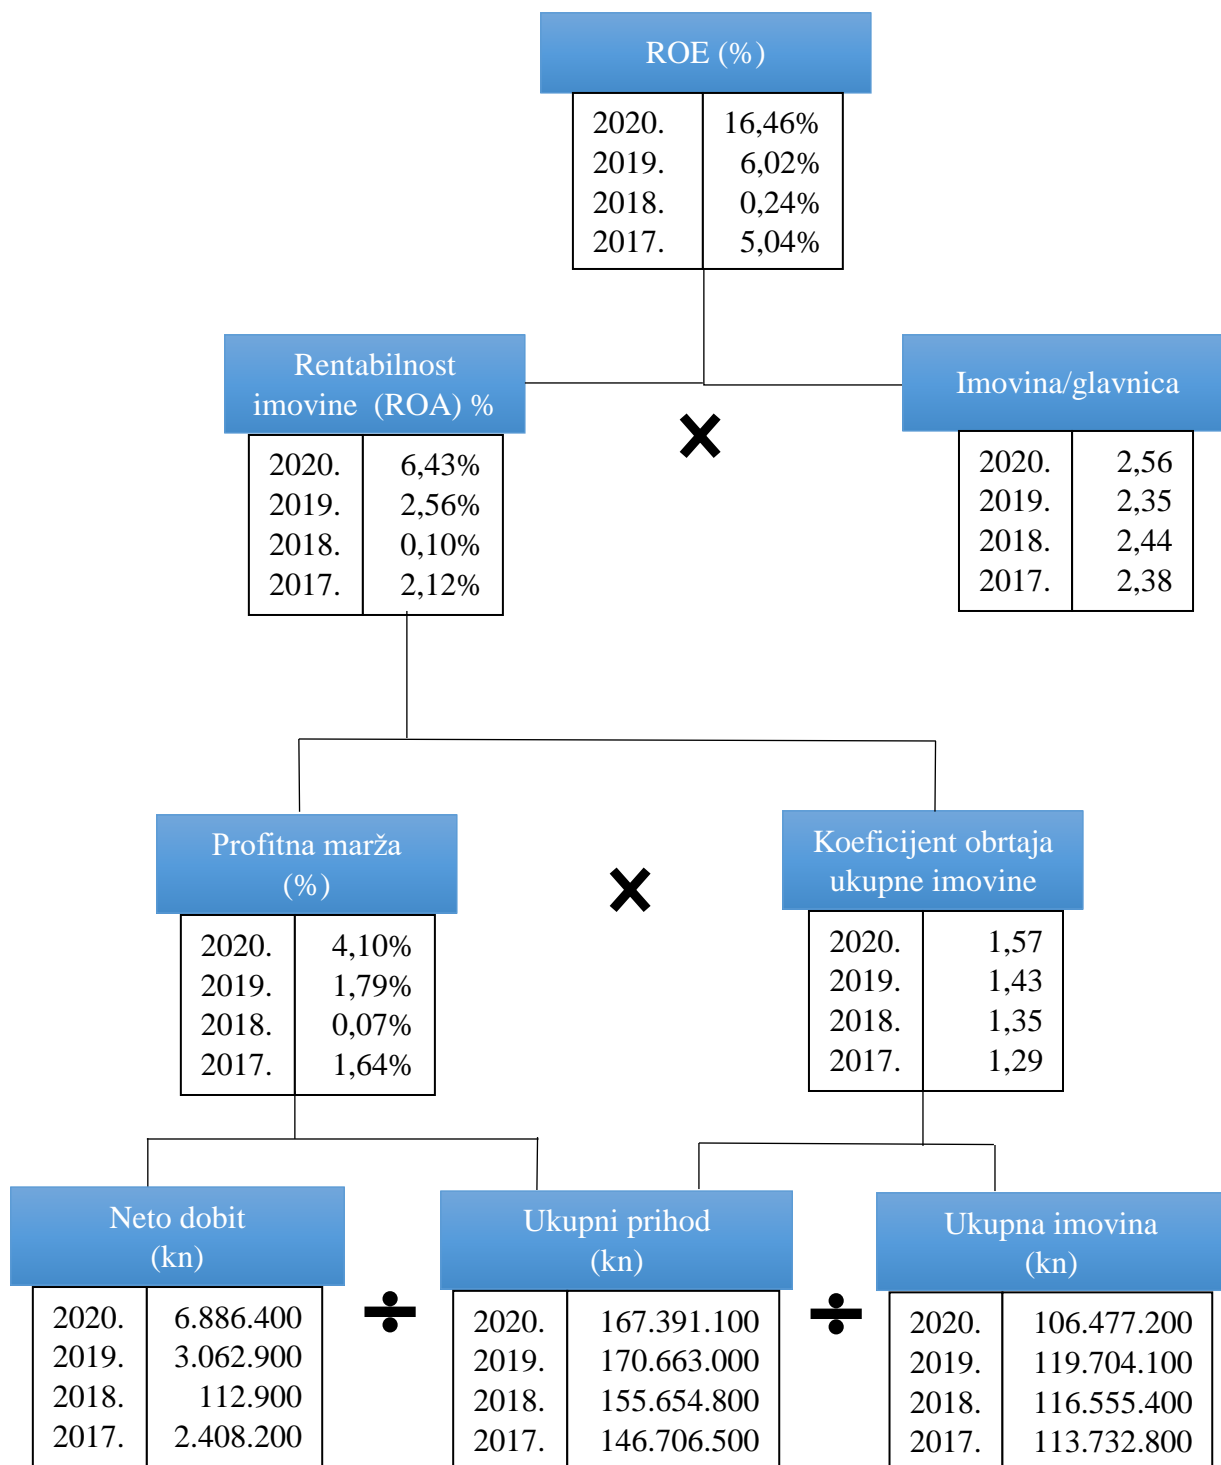 ROE (%)
2020. 16,46%
2019. 6,02%
2018. 0,24%
2017. 5,04%
Rentabilnost
imovine (ROA) %
2020. 6,43%
2019. 2,56%
2018. 0,10%
2017. 2,12%
Imovina/glavnica
2020. 2,56
2019. 2,35
2018. 2,44
2017. 2,38
Profitna marža
(%)
2020. 4,10%
2019. 1,79%
2018. 0,07%
2017. 1,64%
Koeficijent obrtaja
ukupne imovine
2020. 1,57
2019. 1,43
2018. 1,35
2017. 1,29
Neto dobit
(kn)
2020. 6.886.400
2019. 3.062.900
2018. 112.900
2017. 2.408.200
Ukupni prihod
(kn)
2020. 167.391.100
2019. 170.663.000
2018. 155.654.800
2017. 146.706.500
Ukupna imovina
(kn)
2020. 106.477.200
2019. 119.704.100
2018. 116.555.400
2017. 113.732.800